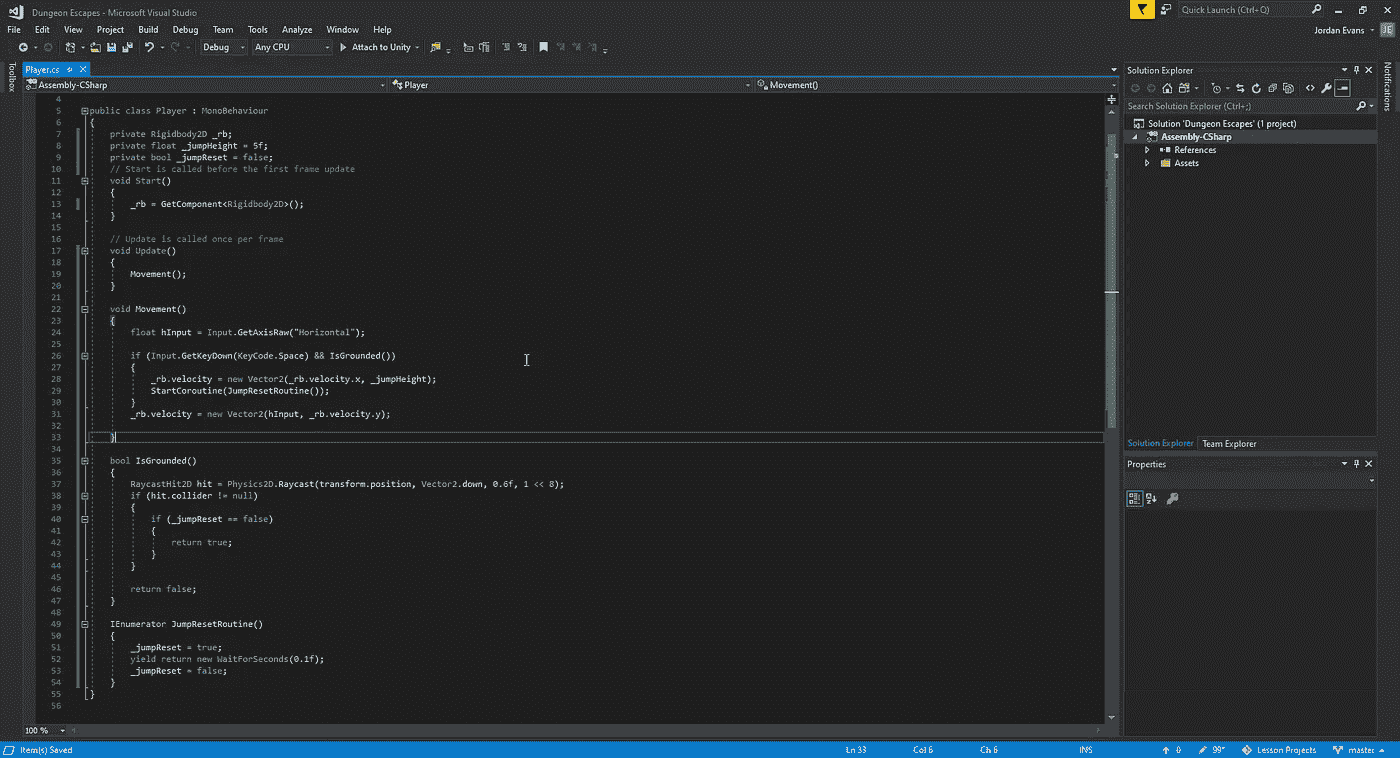 Dungeon Escapes - Microsoft Visual Studio
Quick Launch (Ctrl+Q)
File Edit View Project Build Debug Team Tools Analyze Window Help
Jordan Evans JE
Debug Any CPU Attach to Unity
Toolbox
Notifications
Player.cs
Assembly-CSharp Player Movement()
4
5 public class Player : MonoBehaviour
6 {
7 private Rigidbody2D _rb;
8 private float _jumpHeight = 5f;
9 private bool _jumpReset = false;
10 // Start is called before the first frame update
11 void Start()
12 {
13 _rb = GetComponent<Rigidbody2D>();
14 }
15
16 // Update is called once per frame
17 void Update()
18 {
19 Movement();
20 }
21
22 void Movement()
23 {
24 float hInput = Input.GetAxisRaw("Horizontal");
25
26 if (Input.GetKeyDown(KeyCode.Space) && IsGrounded())
27 {
28 _rb.velocity = new Vector2(_rb.velocity.x, _jumpHeight);
29 StartCoroutine(JumpResetRoutine());
30 }
31 _rb.velocity = new Vector2(hInput, _rb.velocity.y);
32
33 }
34
35 bool IsGrounded()
36 {
37 RaycastHit2D hit = Physics2D.Raycast(transform.position, Vector2.down, 0.6f, 1 << 8);
38 if (hit.collider != null)
39 {
40 if (_jumpReset == false)
41 {
42 return true;
43 }
44 }
45
46 return false;
47 }
48
49 IEnumerator JumpResetRoutine()
50 {
51 _jumpReset = true;
52 yield return new WaitForSeconds(0.1f);
53 _jumpReset = false;
54 }
55 }
56
100 %
Solution Explorer
Search Solution Explorer (Ctrl+;)
Solution 'Dungeon Escapes' (1 project)
Assembly-CSharp
References
Assets
Solution Explorer Team Explorer
Properties
Item(s) Saved Ln 33 Col 6 Ch 6 INS 0 99* Lesson Projects master